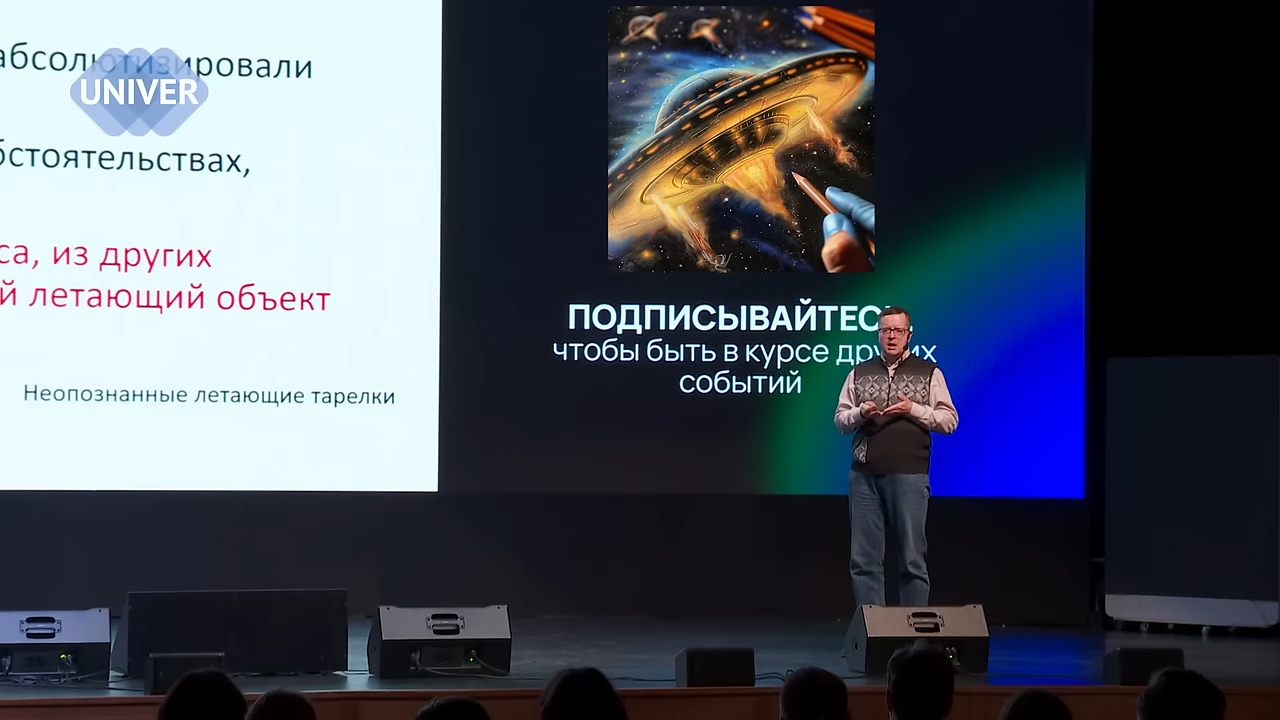 абсолютизировали
UNIVER
бстоятельствах,
са, из других
й летающий объект
Неопознанные летающие тарелки
ПОДПИСЫВАЙТЕСЬ,
чтобы быть в курсе других
событий